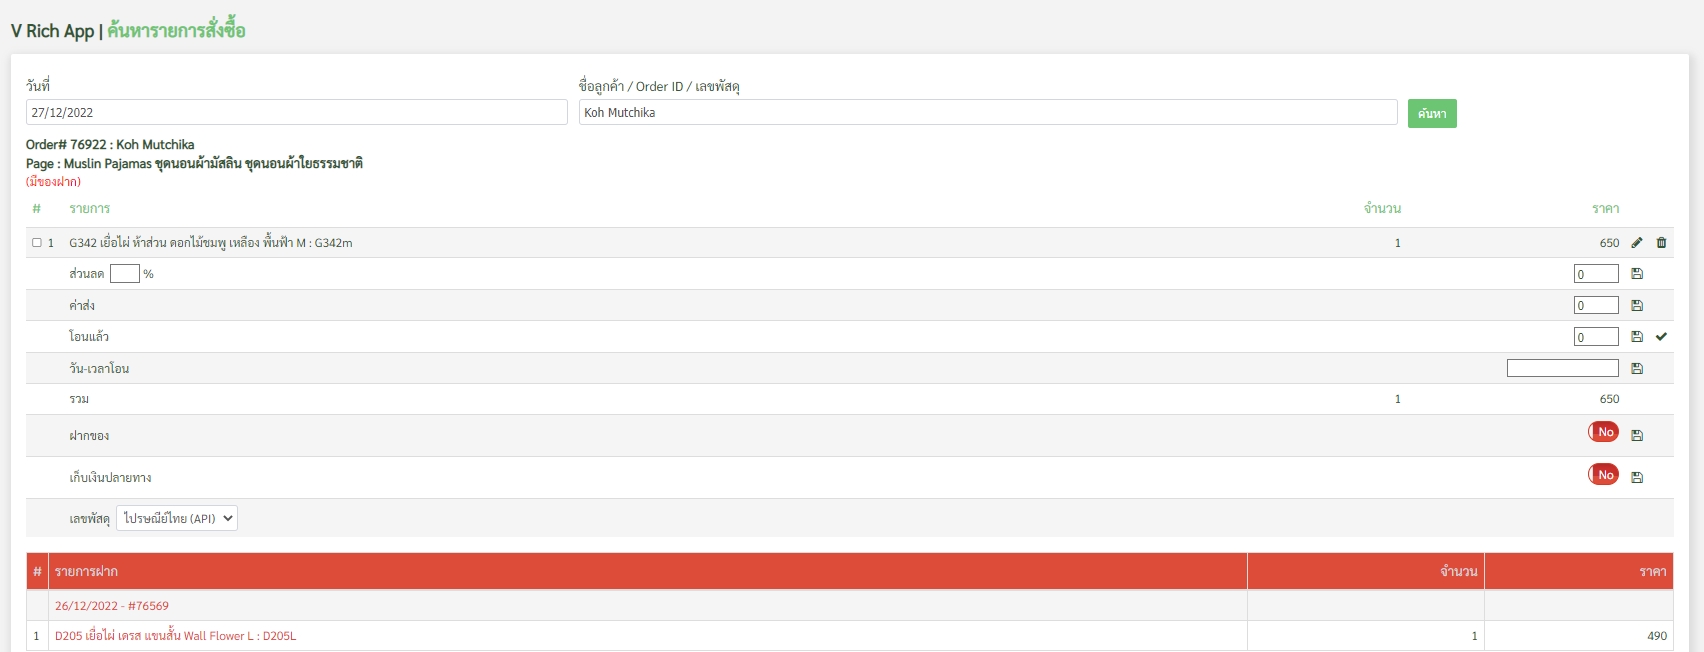 V Rich App | ค้นหารายการสั่งซื้อ
วันที่ ชื่อลูกค้า / Order ID / เลขพัสดุ
27/12/2022 Koh Mutchika ค้นหา
Order# 76922 : Koh Mutchika
Page : Muslin Pajamas ชุดนอนผ้ามัสลิน ชุดนอนผ้าใยธรรมชาติ
(มีของฝาก)
# รายการ จำนวน ราคา
1 G342 เยื่อไผ่ ห้าส่วน ดอกไม้ชมพู เหลือง พื้นฟ้า M : G342m 1 650
ส่วนลด % 0
ค่าส่ง 0
โอนแล้ว 0
วัน-เวลาโอน
รวม 1 650
ฝากของ No
เก็บเงินปลายทาง No
เลขพัสดุ ไปรษณีย์ไทย (API)
# รายการฝาก จำนวน ราคา
26/12/2022 - #76569
1 D205 เยื่อไผ่ เดรส แขนสั้น Wall Flower L : D205L 1 490